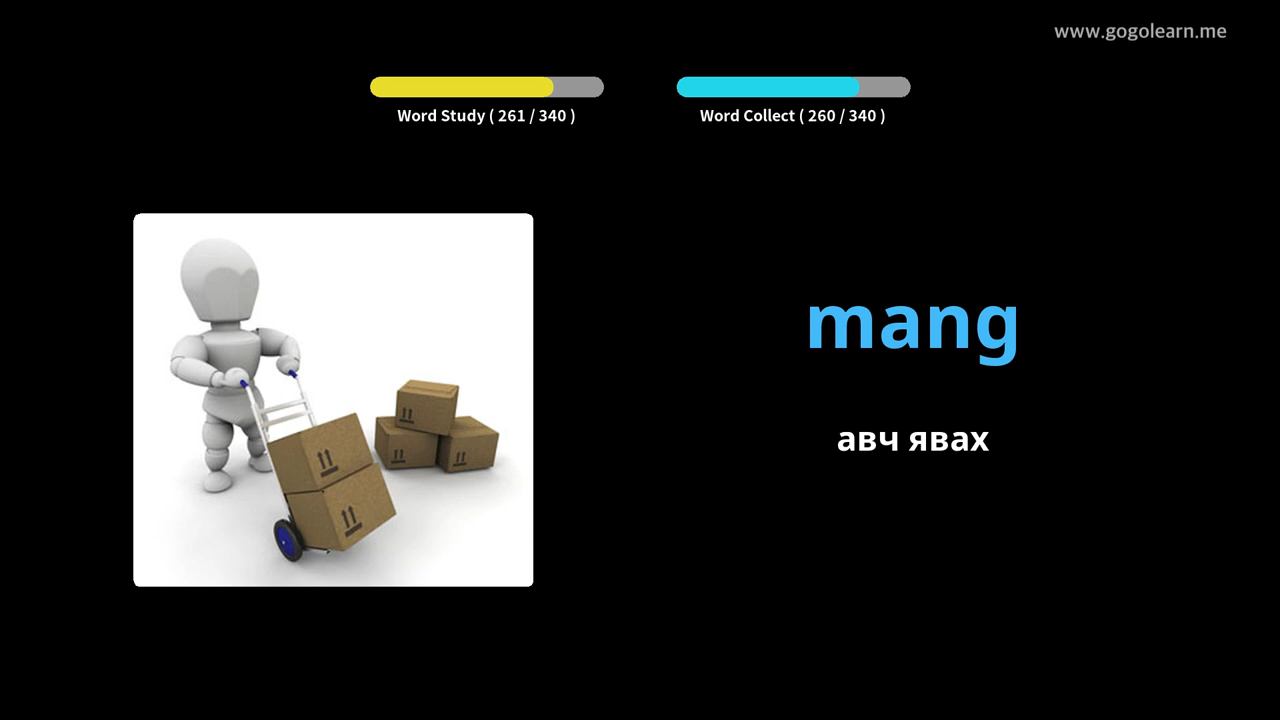 www.gogolearn.me
Word Study ( 261 / 340 )
Word Collect ( 260 / 340 )
mang
авч явах